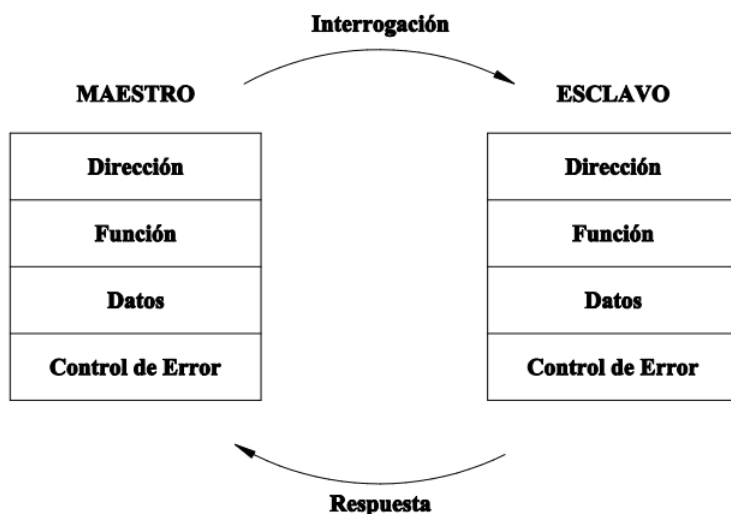 Interrogación
MAESTRO
ESCLAVO
Dirección
Función
Datos
Control de Error
Dirección
Función
Datos
Control de Error
Respuesta